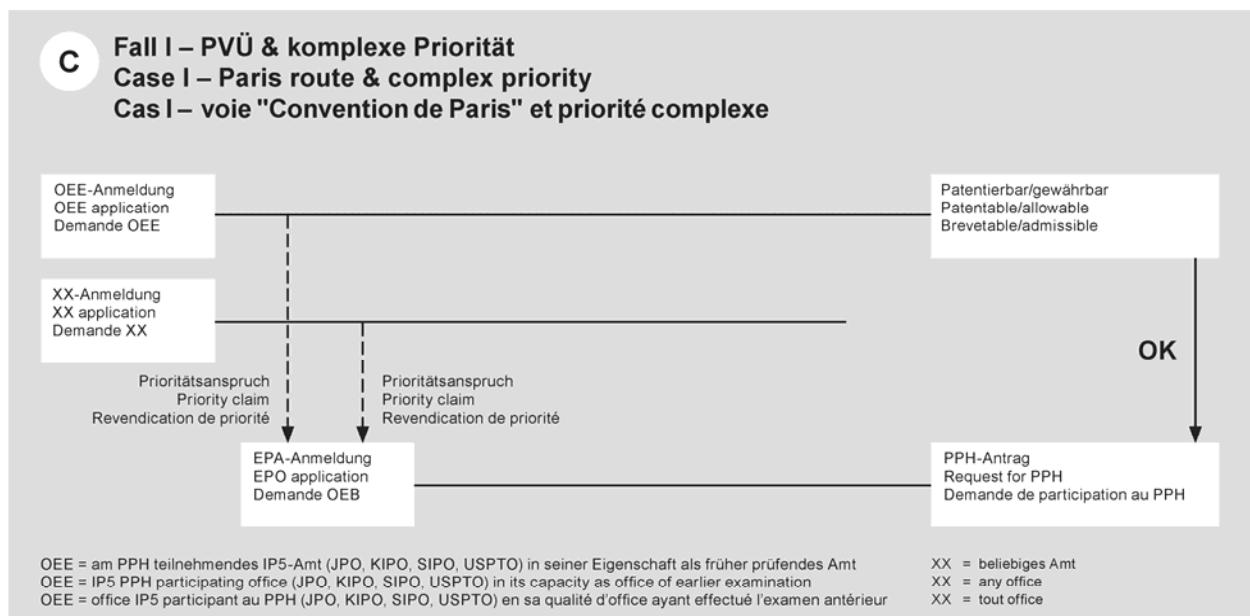 C
Fall I – PVÜ & komplexe Priorität
Case I – Paris route & complex priority
Cas I – voie "Convention de Paris" et priorité complexe
OEE-Anmeldung
OEE application
Demande OEE
Patentierbar/gewährbar
Patentable/allowable
Brevetable/admissible
XX-Anmeldung
XX application
Demande XX
OK
Prioritätsanspruch
Priority claim
Revendication de priorité
Prioritätsanspruch
Priority claim
Revendication de priorité
EPA-Anmeldung
EPO application
Demande OEB
PPH-Antrag
Request for PPH
Demande de participation au PPH
OEE = am PPH teilnehmendes IP5-Amt (JPO, KIPO, SIPO, USPTO) in seiner Eigenschaft als früher prüfendes Amt
OEE = IP5 PPH participating office (JPO, KIPO, SIPO, USPTO) in its capacity as office of earlier examination
OEE = office IP5 participant au PPH (JPO, KIPO, SIPO, USPTO) en sa qualité d'office ayant effectué l'examen antérieur
XX = beliebiges Amt
XX = any office
XX = tout office